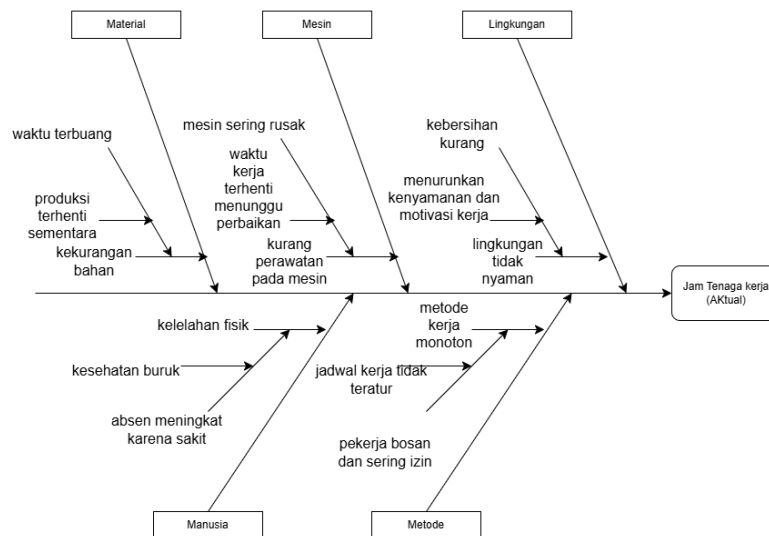 Material
Mesin
Lingkungan
waktu terbuang
produksi
terhenti
sementara
kekurangan
bahan
mesin sering rusak
waktu
kerja
terhenti
menunggu
perbaikan
kurang
perawatan
pada mesin
kebersihan
kurang
menurunkan
kenyamanan dan
motivasi kerja
lingkungan
tidak
nyaman
Jam Tenaga kerja
(AKtual)
kelelahan fisik
kesehatan buruk
absen meningkat
karena sakit
metode
kerja
monoton
jadwal kerja tidak
teratur
pekerja bosan
dan sering izin
Manusia
Metode